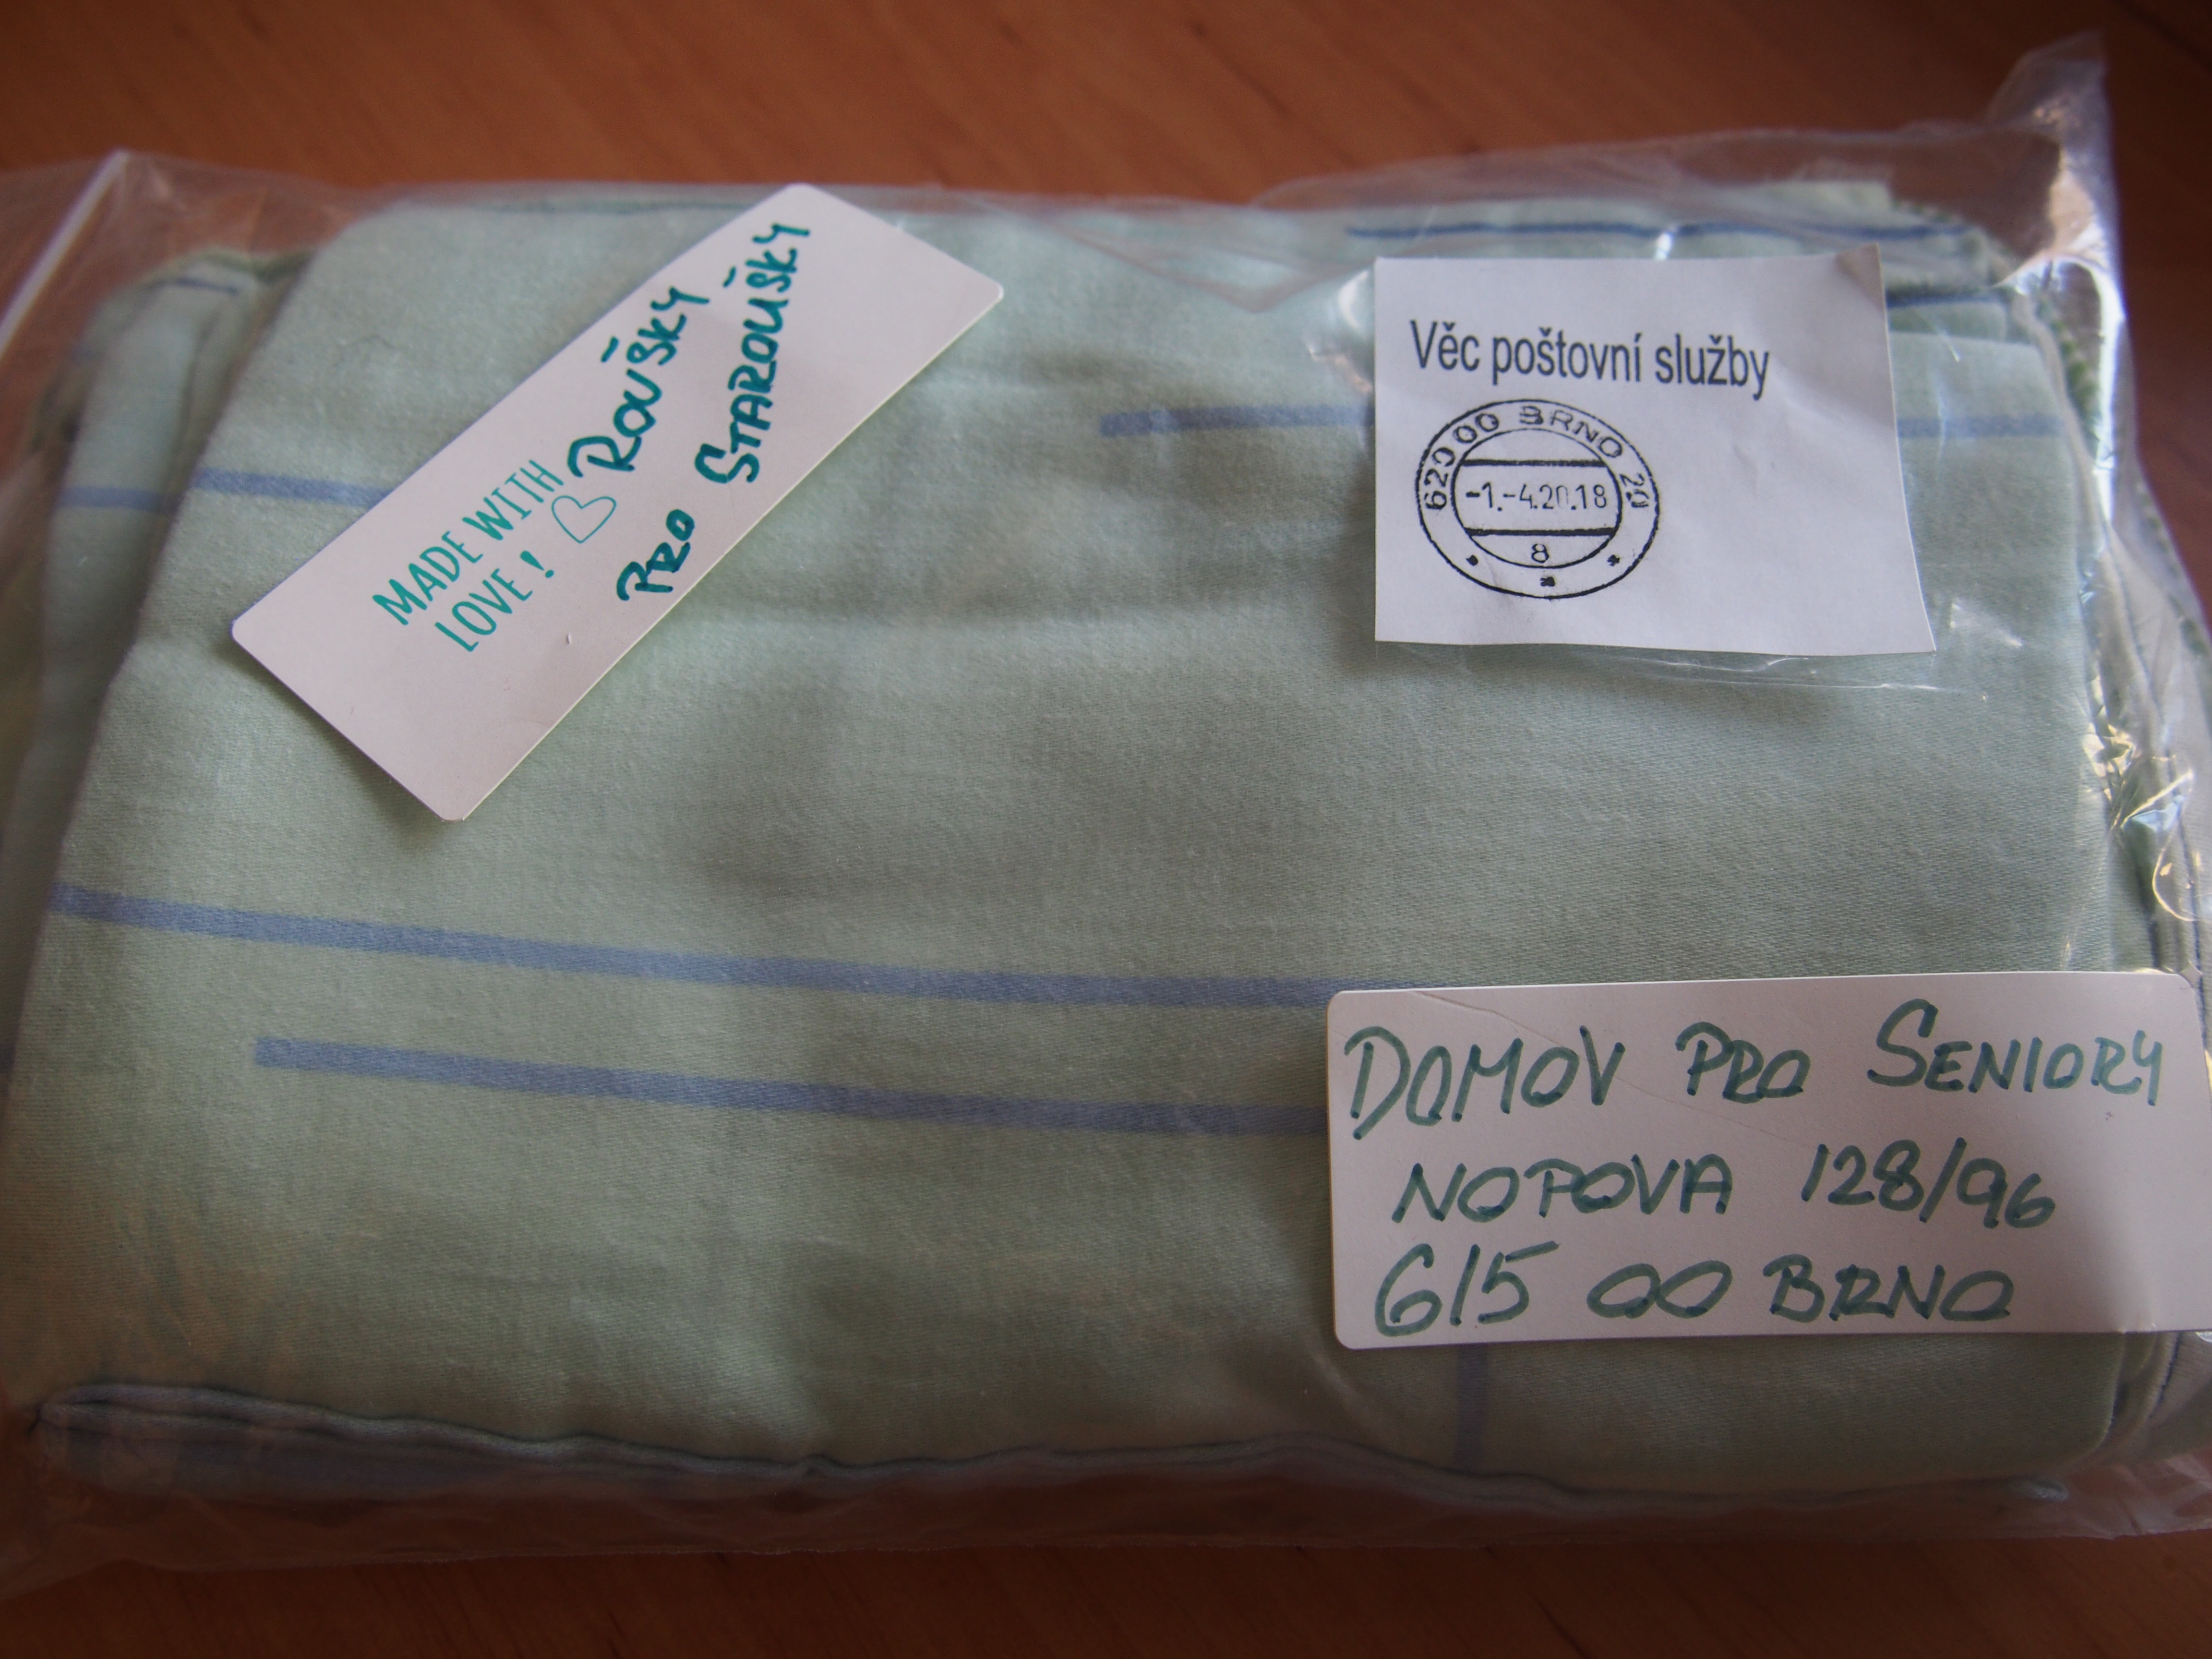 MADE WITH
LOVE!
ROUŠKY
PRO STAROUŠKY
Věc poštovní služby
620 00 BRNO 20
-1.-4.20.18
8
DOMOV PRO SENIORY
NOPOVA 128/96
615 00 BRNO